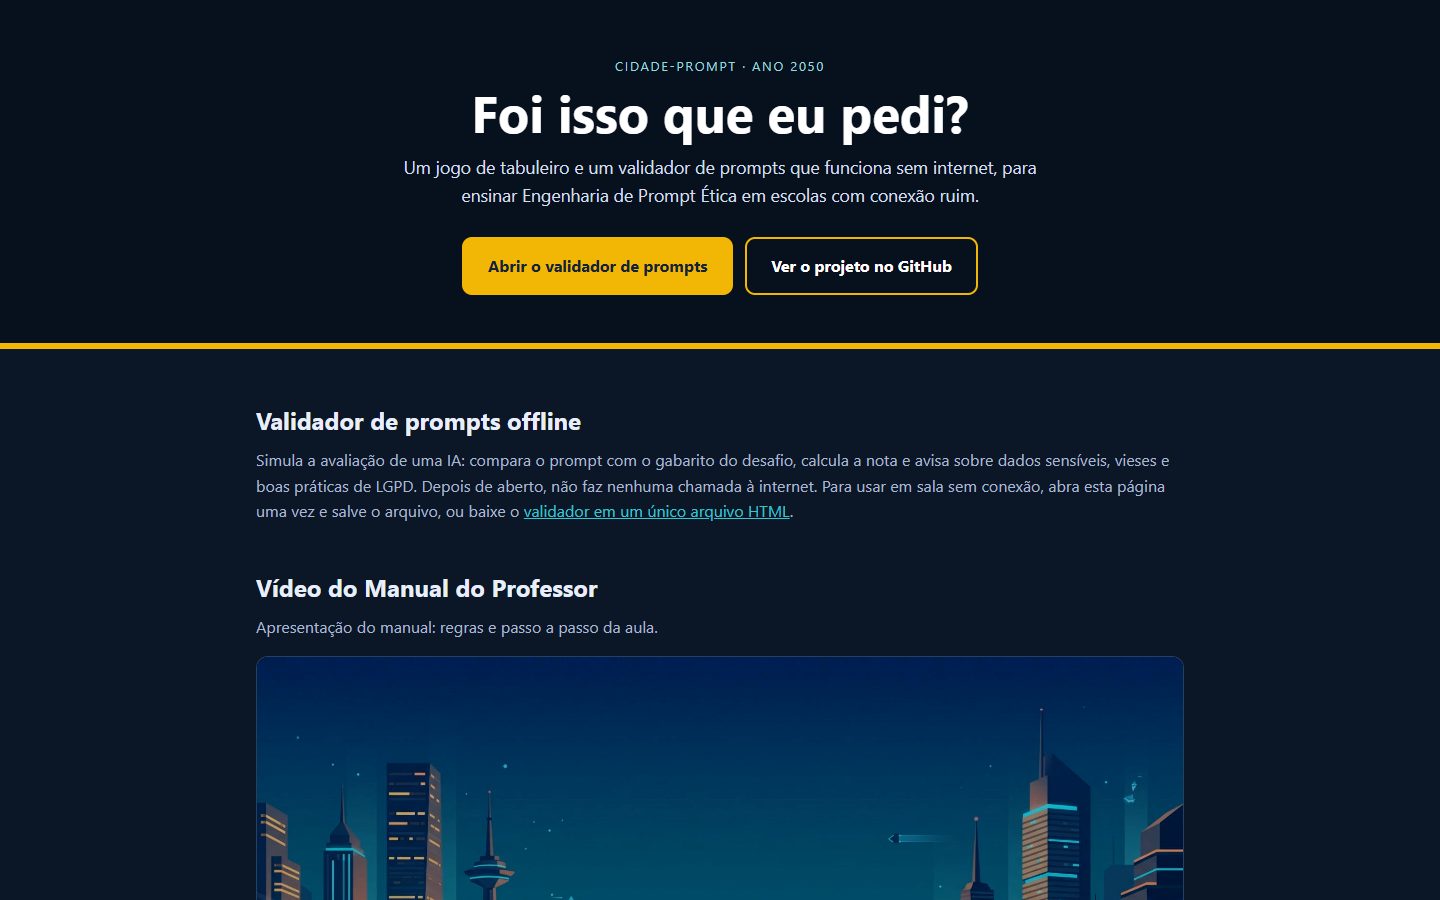 CIDADE-PROMPT · ANO 2050
Foi isso que eu pedi?
Um jogo de tabuleiro e um validador de prompts que funciona sem internet, para
ensinar Engenharia de Prompt Ética em escolas com conexão ruim.
Abrir o validador de prompts
Ver o projeto no GitHub
Validador de prompts offline
Simula a avaliação de uma IA: compara o prompt com o gabarito do desafio, calcula a nota e avisa sobre dados sensíveis, vieses e
boas práticas de LGPD. Depois de aberto, não faz nenhuma chamada à internet. Para usar em sala sem conexão, abra esta página
uma vez e salve o arquivo, ou baixe o validador em um único arquivo HTML.
Vídeo do Manual do Professor
Apresentação do manual: regras e passo a passo da aula.